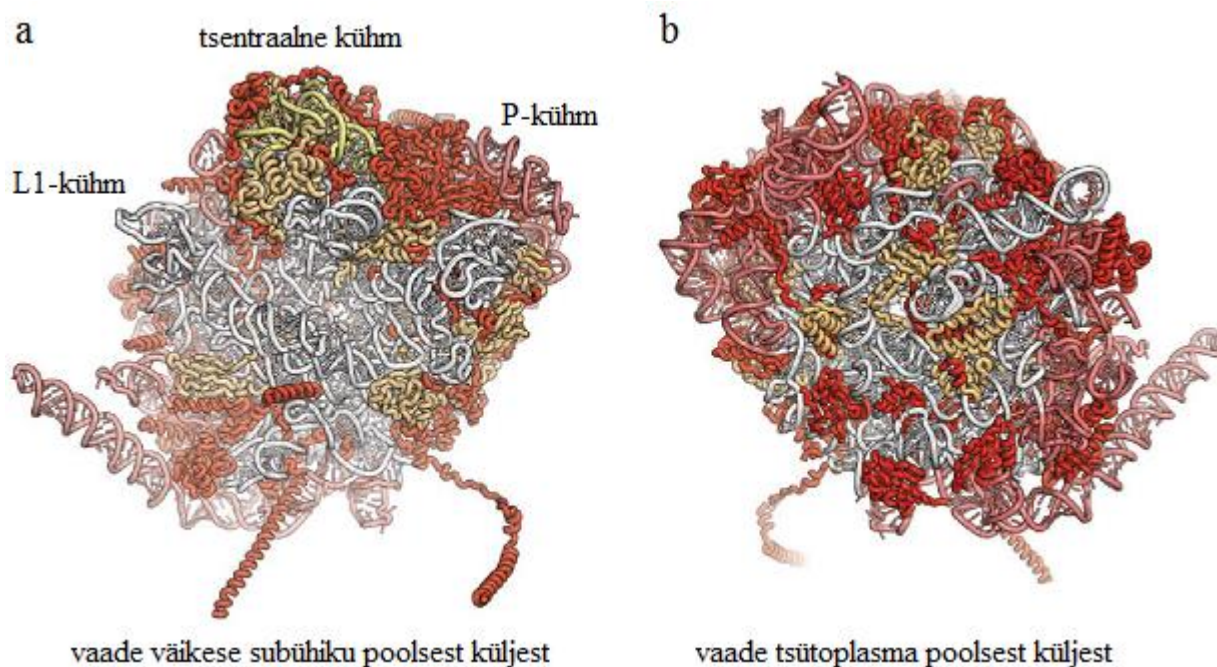 a
b
tsentraalne kühm
P-kühm
L1-kühm
vaade väikese subühiku poolsest küljest
vaade tsütoplasma poolsest küljest